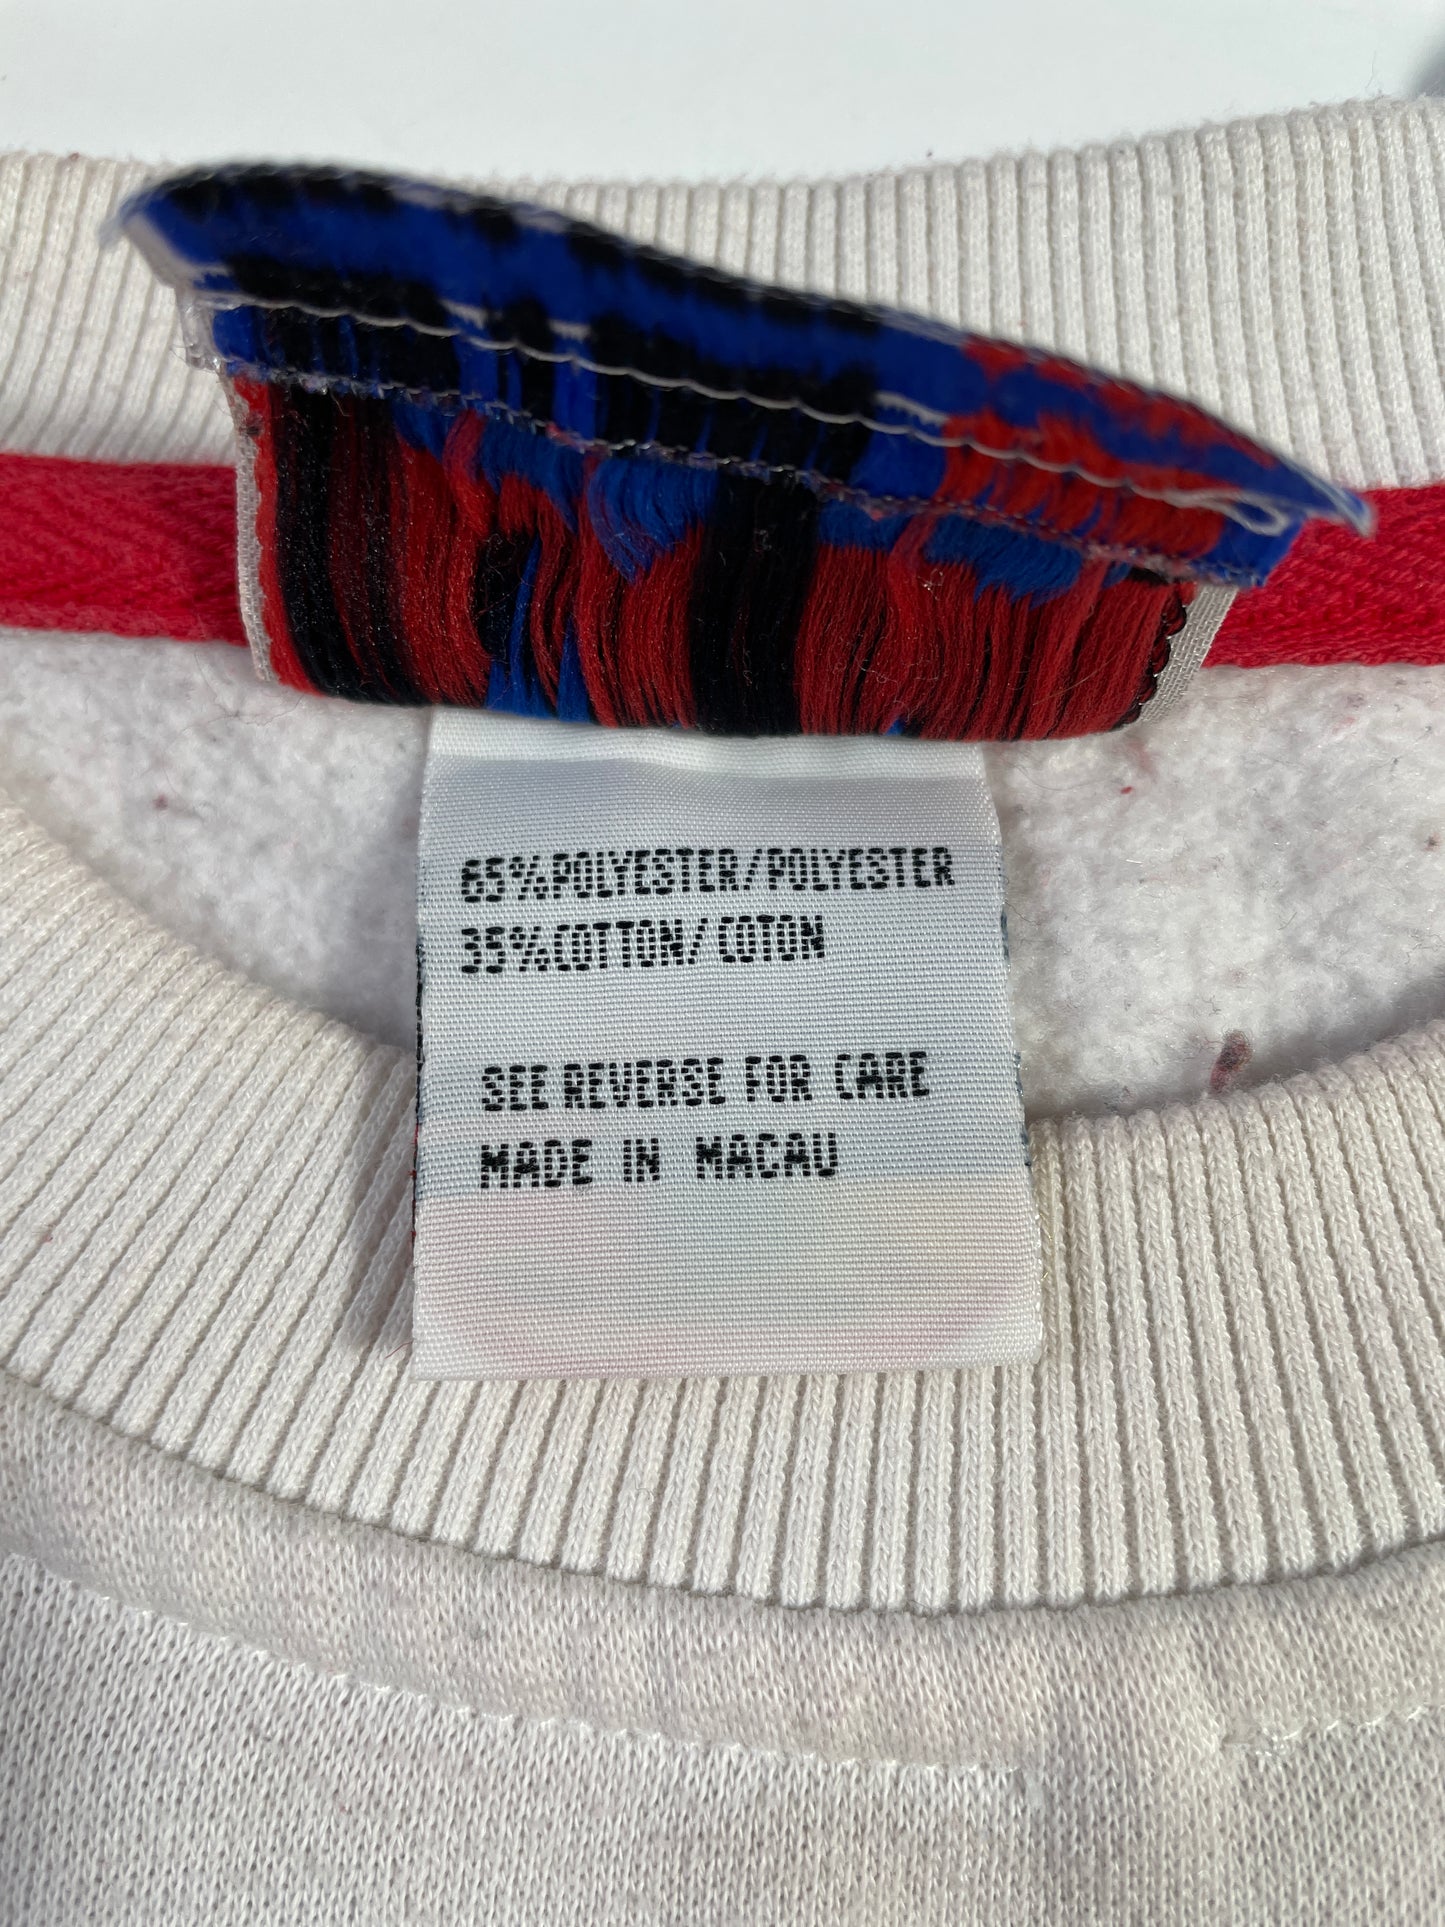 65%POLYESTER/POLYESTER
35%COTTON/COTON
SEE REVERSE FOR CARE
MADE IN MACAU